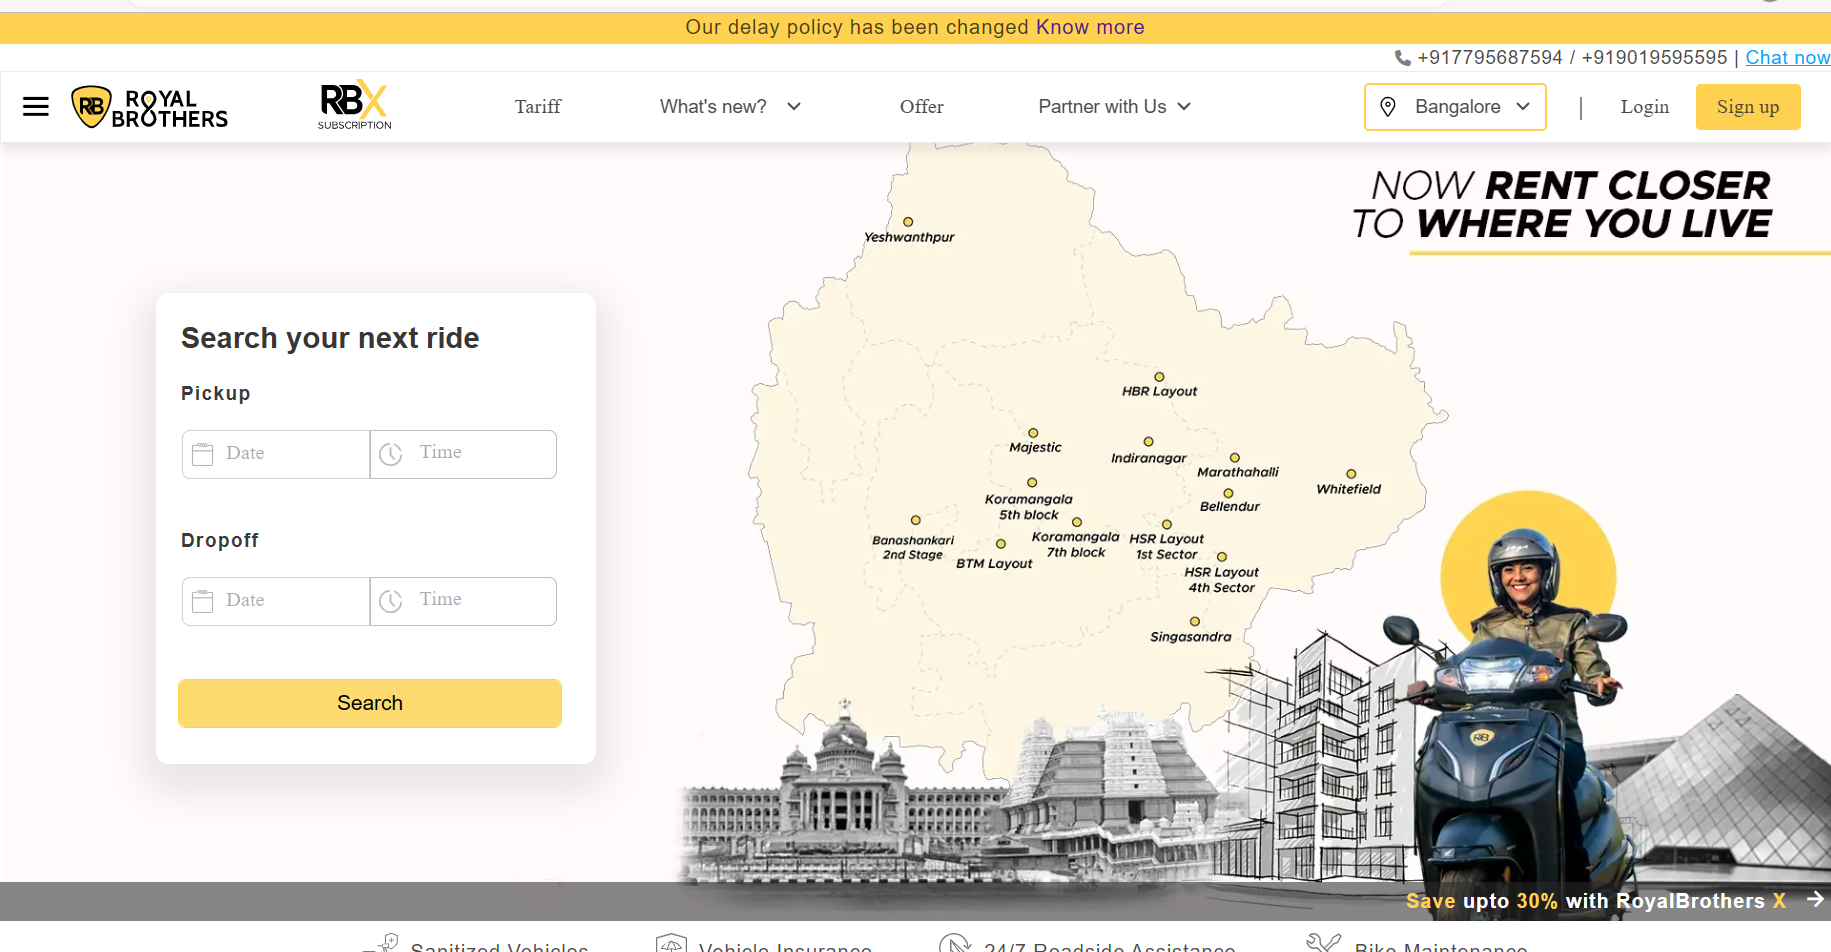 Our delay policy has been changed Know more
+917795687594 / +919019595595 | Chat now
RB ROYAL BROTHERS
RBX SUBSCRIPTION
Tariff
What's new?
Offer
Partner with Us
Bangalore
Login
Sign up
NOW RENT CLOSER
TO WHERE YOU LIVE
Search your next ride
Pickup
Date
Time
Dropoff
Date
Time
Search
Yeshwanthpur
HBR Layout
Majestic
Indiranagar
Marathahalli
Whitefield
Koramangala
5th block
Bellendur
Banashankari
2nd Stage
BTM Layout
Koramangala
7th block
HSR Layout
1st Sector
HSR Layout
4th Sector
Singasandra
RB
Save upto 30% with RoyalBrothers X
Sanitized Vehicles
Vehicle Insurance
24/7 Roadside Assistance
Bike Maintenance